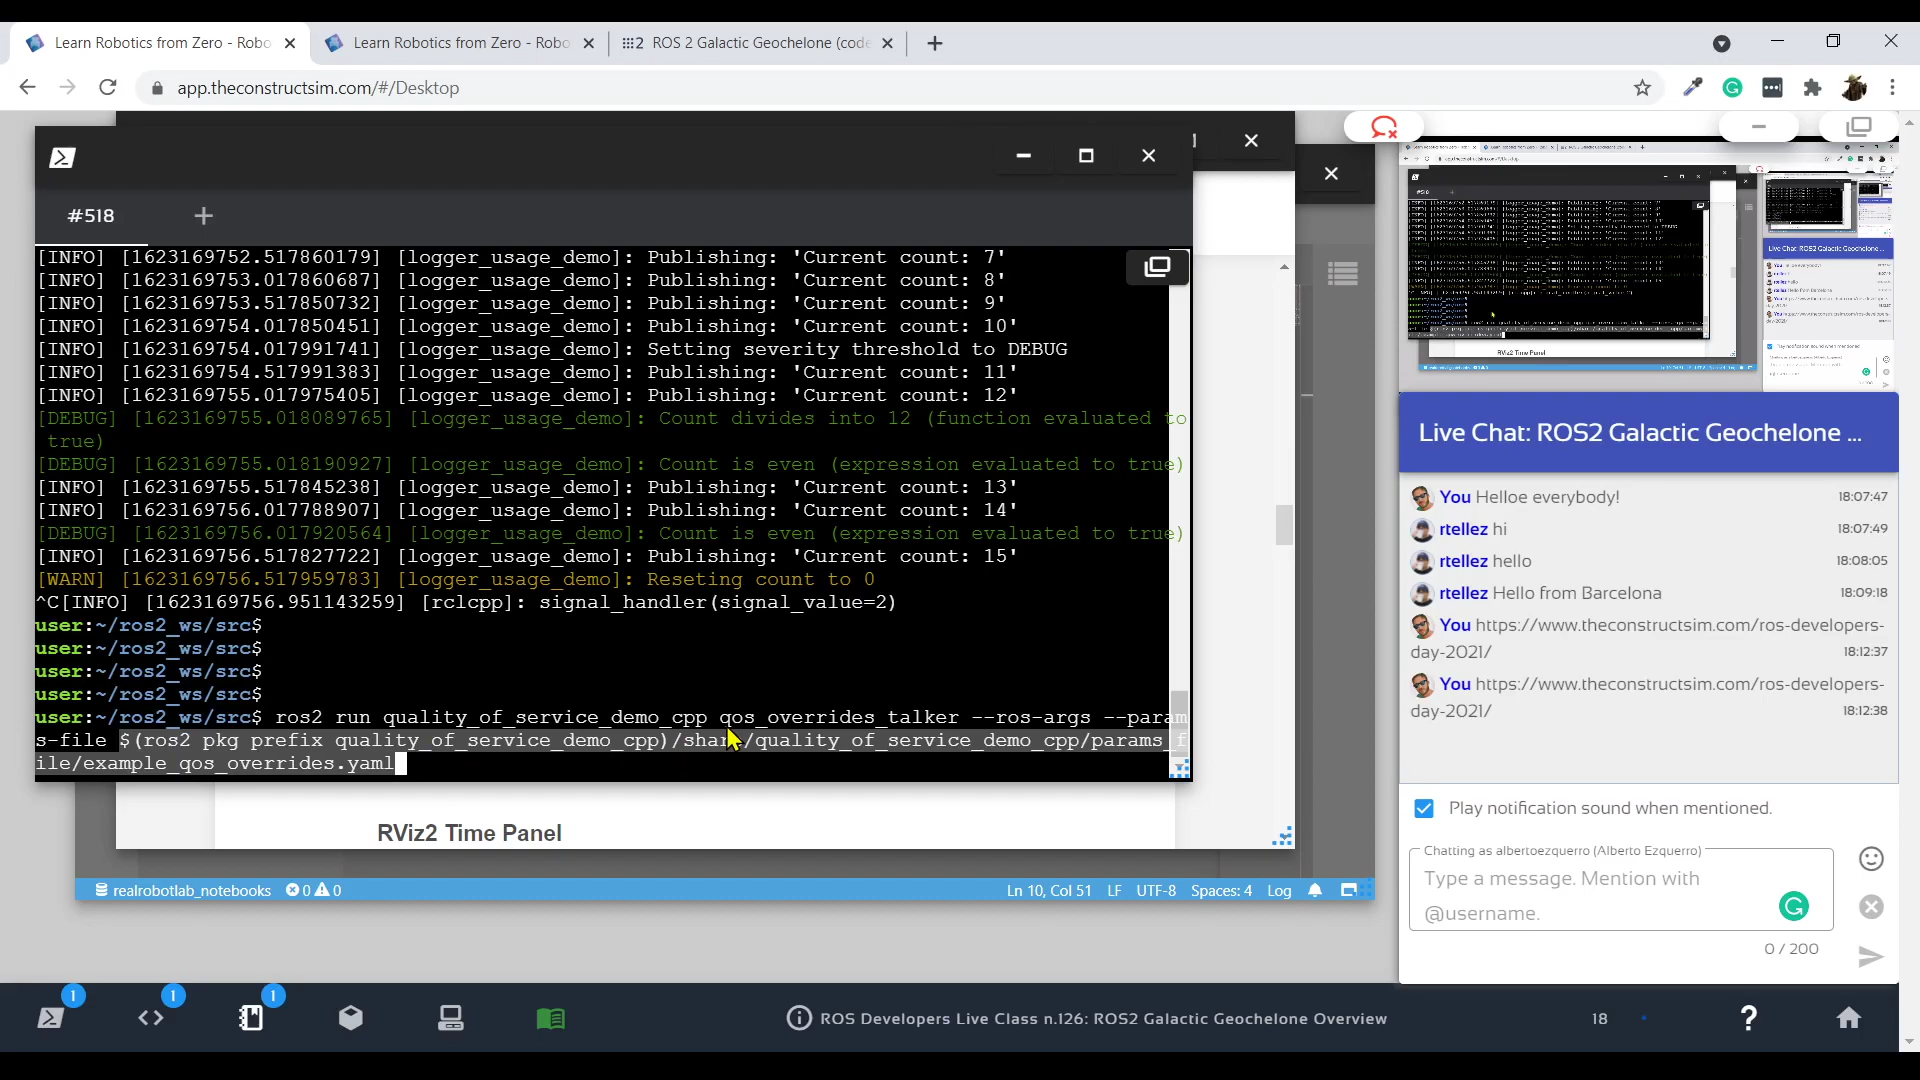 Learn Robotics from Zero - Robo
Learn Robotics from Zero - Robo
ROS 2 Galactic Geochelone (code
app.theconstructsim.com/#/Desktop
#518
[INFO] [1623169752.517860179] [logger_usage_demo]: Publishing: 'Current count: 7'
[INFO] [1623169753.017860687] [logger_usage_demo]: Publishing: 'Current count: 8'
[INFO] [1623169753.517850732] [logger_usage_demo]: Publishing: 'Current count: 9'
[INFO] [1623169754.017850451] [logger_usage_demo]: Publishing: 'Current count: 10'
[INFO] [1623169754.017991741] [logger_usage_demo]: Setting severity threshold to DEBUG
[INFO] [1623169754.517991383] [logger_usage_demo]: Publishing: 'Current count: 11'
[INFO] [1623169755.017975405] [logger_usage_demo]: Publishing: 'Current count: 12'
[DEBUG] [1623169755.018089765] [logger_usage_demo]: Count divides into 12 (function evaluated to
true)
[DEBUG] [1623169755.018190927] [logger_usage_demo]: Count is even (expression evaluated to true)
[INFO] [1623169755.517845238] [logger_usage_demo]: Publishing: 'Current count: 13'
[INFO] [1623169756.017788907] [logger_usage_demo]: Publishing: 'Current count: 14'
[DEBUG] [1623169756.017920564] [logger_usage_demo]: Count is even (expression evaluated to true)
[INFO] [1623169756.517827722] [logger_usage_demo]: Publishing: 'Current count: 15'
[WARN] [1623169756.517959783] [logger_usage_demo]: Reseting count to 0
^C[INFO] [1623169756.951143259] [rclcpp]: signal_handler(signal_value=2)
user:~/ros2_ws/src$
user:~/ros2_ws/src$
user:~/ros2_ws/src$
user:~/ros2_ws/src$
user:~/ros2_ws/src$ ros2 run quality_of_service_demo_cpp qos_overrides_talker --ros-args --param
s-file $(ros2 pkg prefix quality_of_service_demo_cpp)/share/quality_of_service_demo_cpp/params_f
ile/example_qos_overrides.yaml
RViz2 Time Panel
realrobotlab_notebooks 0 0 Ln 10, Col 51 LF UTF-8 Spaces: 4 Log
Live Chat: ROS2 Galactic Geochelone ...
You Helloe everybody! 18:07:47
rtellez hi 18:07:49
rtellez hello 18:08:05
rtellez Hello from Barcelona 18:09:18
You https://www.theconstructsim.com/ros-developers-
day-2021/ 18:12:37
You https://www.theconstructsim.com/ros-developers-
day-2021/ 18:12:38
Play notification sound when mentioned.
Chatting as albertoezquerro (Alberto Ezquerro)
Type a message. Mention with
@username.
0 / 200
1 1 1
ROS Developers Live Class n.126: ROS2 Galactic Geochelone Overview 18 ?